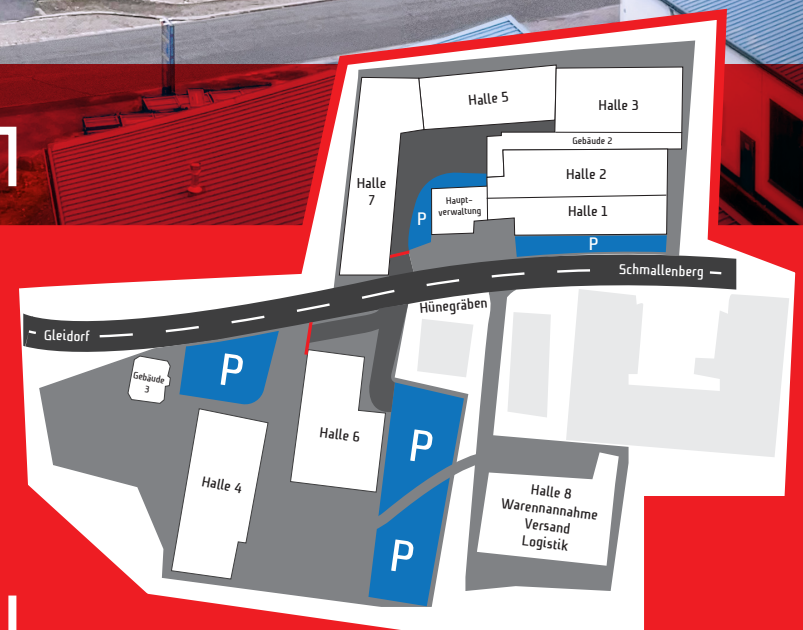 Halle 5
Halle 3
Gebäude 2
Halle
7
Halle 2
Haupt-
verwaltung
Halle 1
P
P
Schmallenberg
Hünegräben
Gleidorf
P
Gebäude
3
Halle 6
P
Halle 4
Halle 8
Warennannahme
Versand
Logistik
P